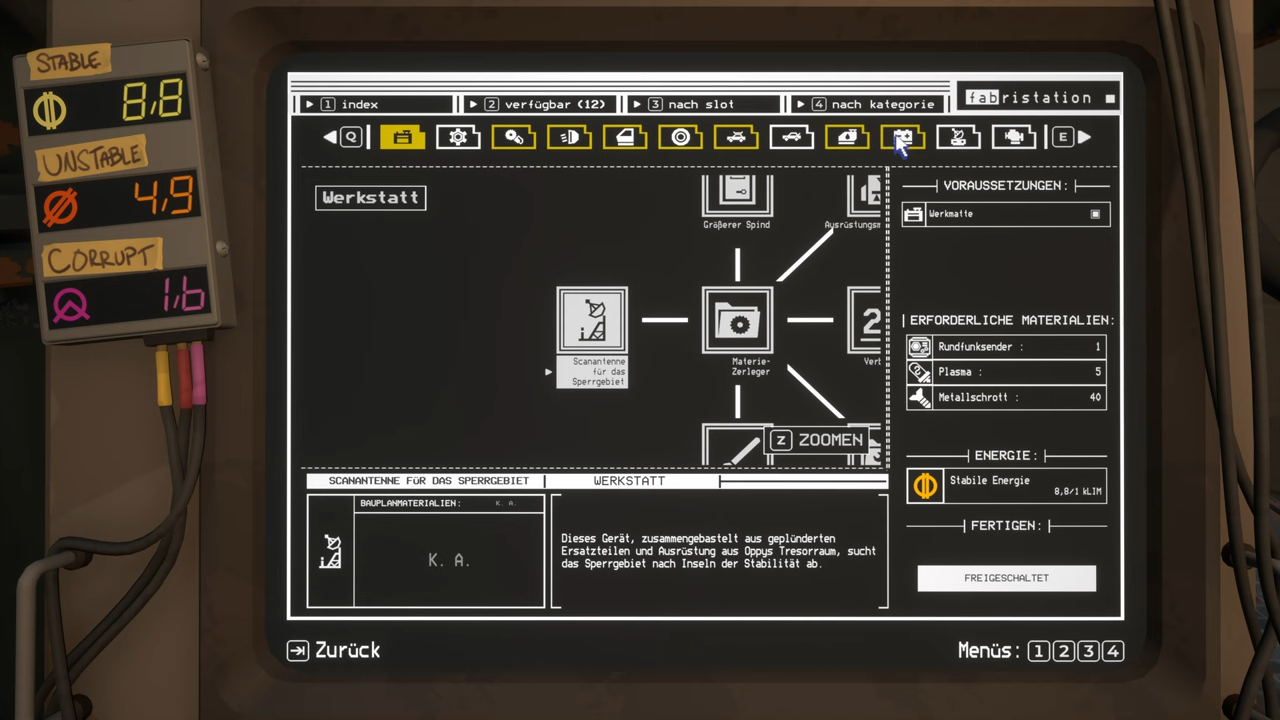 STABLE
8,8
UNSTABLE
4,9
CORRUPT
1,6
1 index
2 verfügbar (12)
3 nach slot
4 nach kategorie
fabristation
Q
E
Werkstatt
Größerer Spind
Scanantenne
für das
Sperrgebiet
Materie-
Zerleger
2
Z ZOOMEN
VORAUSSETZUNGEN:
Werkmatte
ERFORDERLICHE MATERIALIEN:
Rundfunksender : 1
Plasma : 5
Metallschrott : 40
ENERGIE:
Stabile Energie
8,8/1 kLIM
FERTIGEN:
FREIGESCHALTET
SCANANTENNE FüR DAS SPERRGEBIET
WERKSTATT
BAUPLANMATERIALIEN: K. A.
K. A.
Dieses Gerät, zusammengebastelt aus geplünderten
Ersatzteilen und Ausrüstung aus Oppys Tresorraum, sucht
das Sperrgebiet nach Inseln der Stabilität ab.
Zurück
Menüs: 1 2 3 4